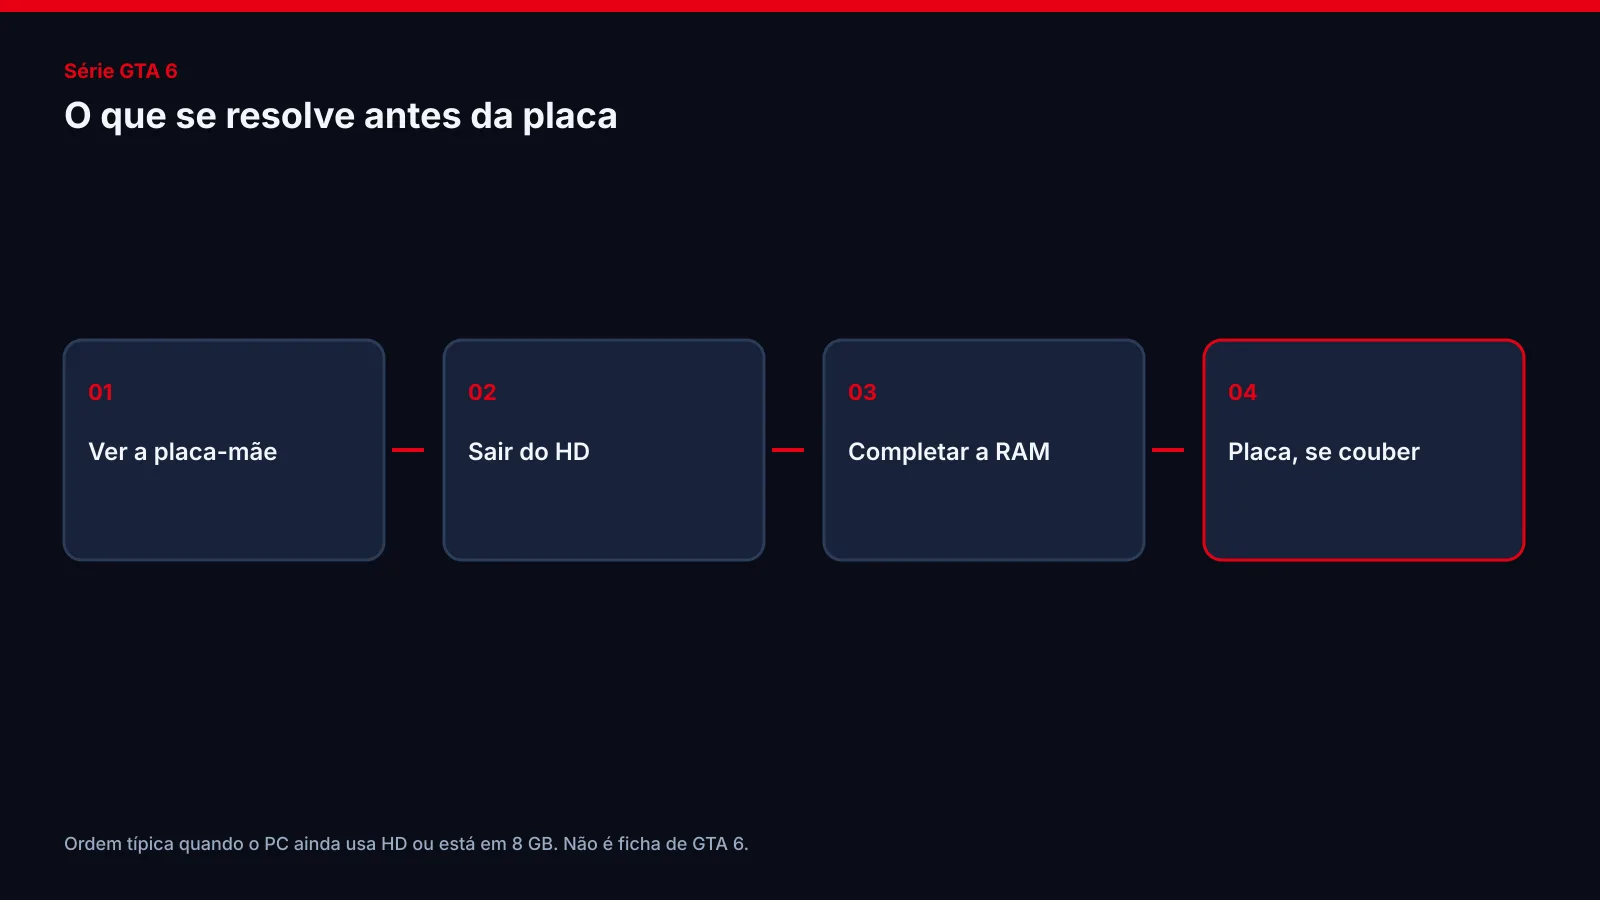 Série GTA 6
O que se resolve antes da placa
01
Ver a placa-mãe
02
Sair do HD
03
Completar a RAM
04
Placa, se couber
Ordem típica quando o PC ainda usa HD ou está em 8 GB. Não é ficha de GTA 6.